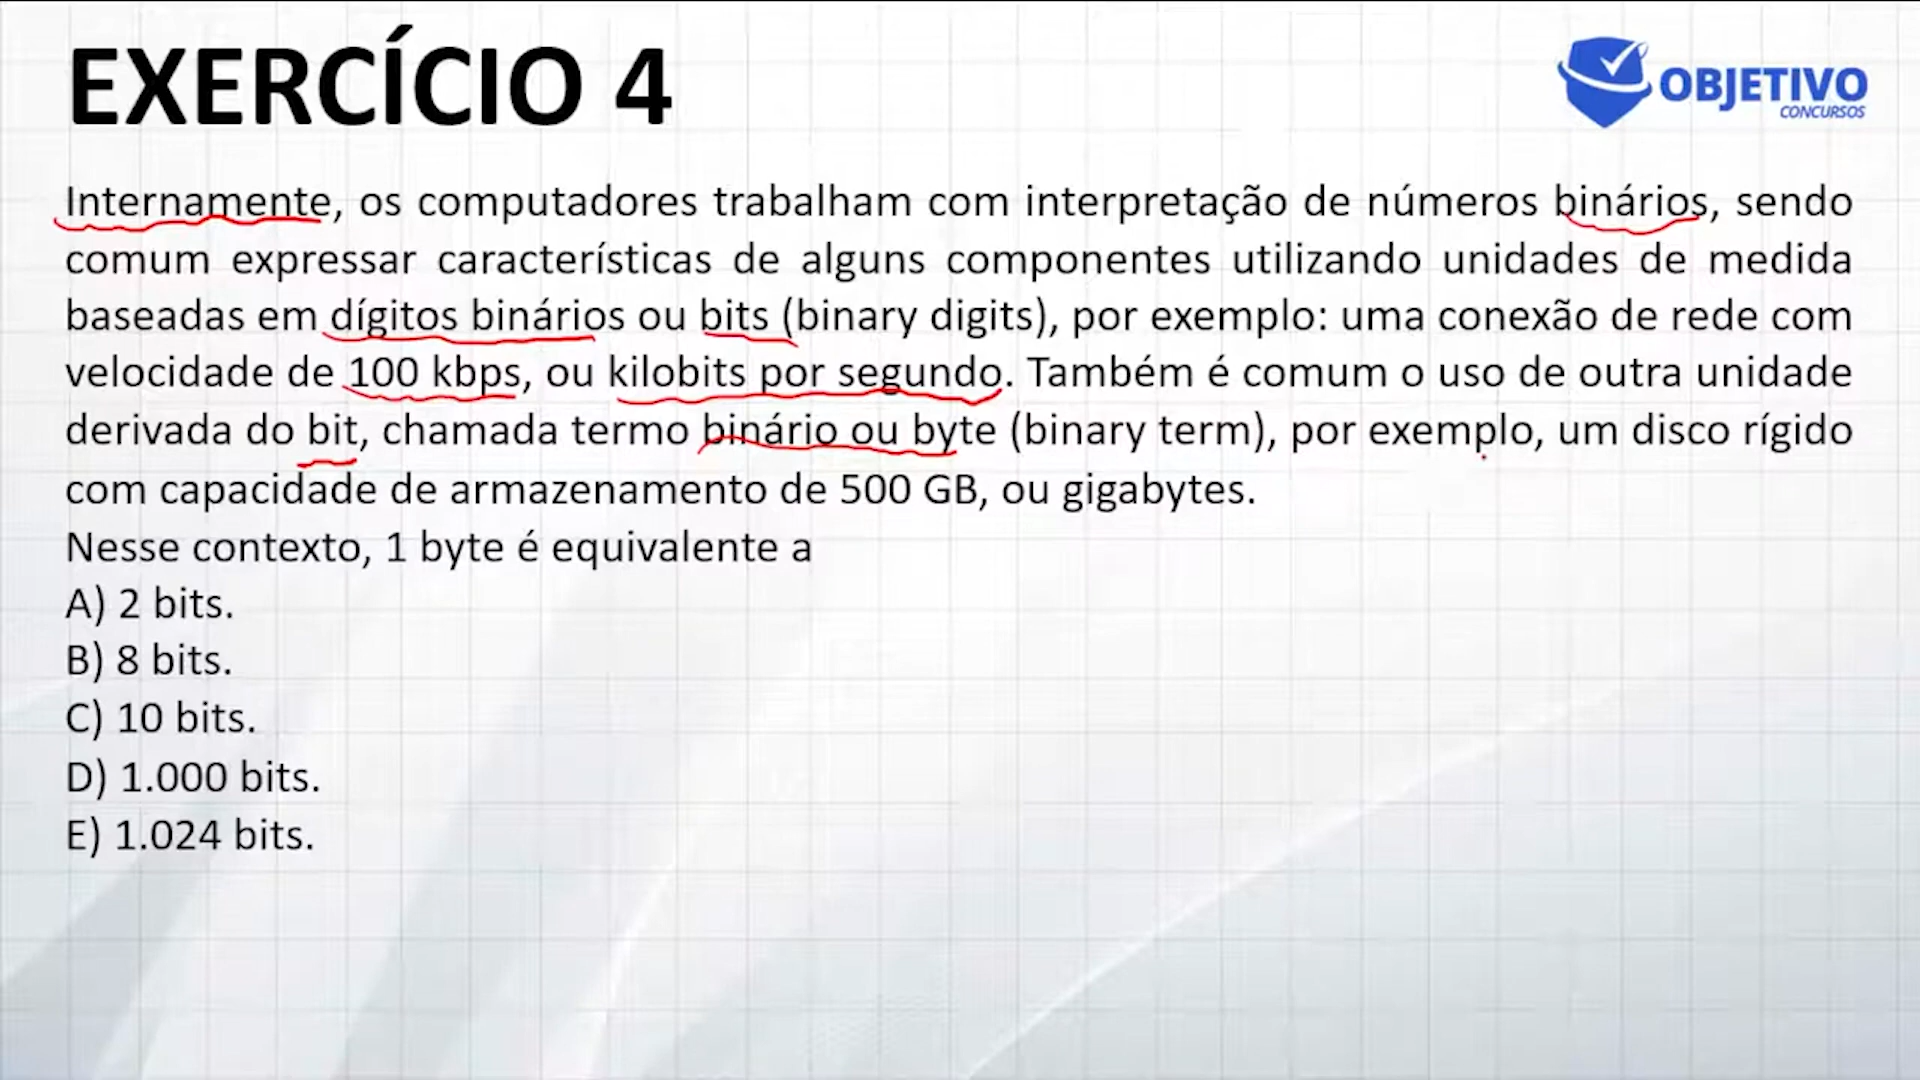 EXERCÍCIO 4
OBJETIVO
CONCURSOS
Internamente, os computadores trabalham com interpretação de números binários, sendo
comum expressar características de alguns componentes utilizando unidades de medida
baseadas em dígitos binários ou bits (binary digits), por exemplo: uma conexão de rede com
velocidade de 100 kbps, ou kilobits por segundo. Também é comum o uso de outra unidade
derivada do bit, chamada termo binário ou byte (binary term), por exemplo, um disco rígido
com capacidade de armazenamento de 500 GB, ou gigabytes.
Nesse contexto, 1 byte é equivalente a
A) 2 bits.
B) 8 bits.
C) 10 bits.
D) 1.000 bits.
E) 1.024 bits.